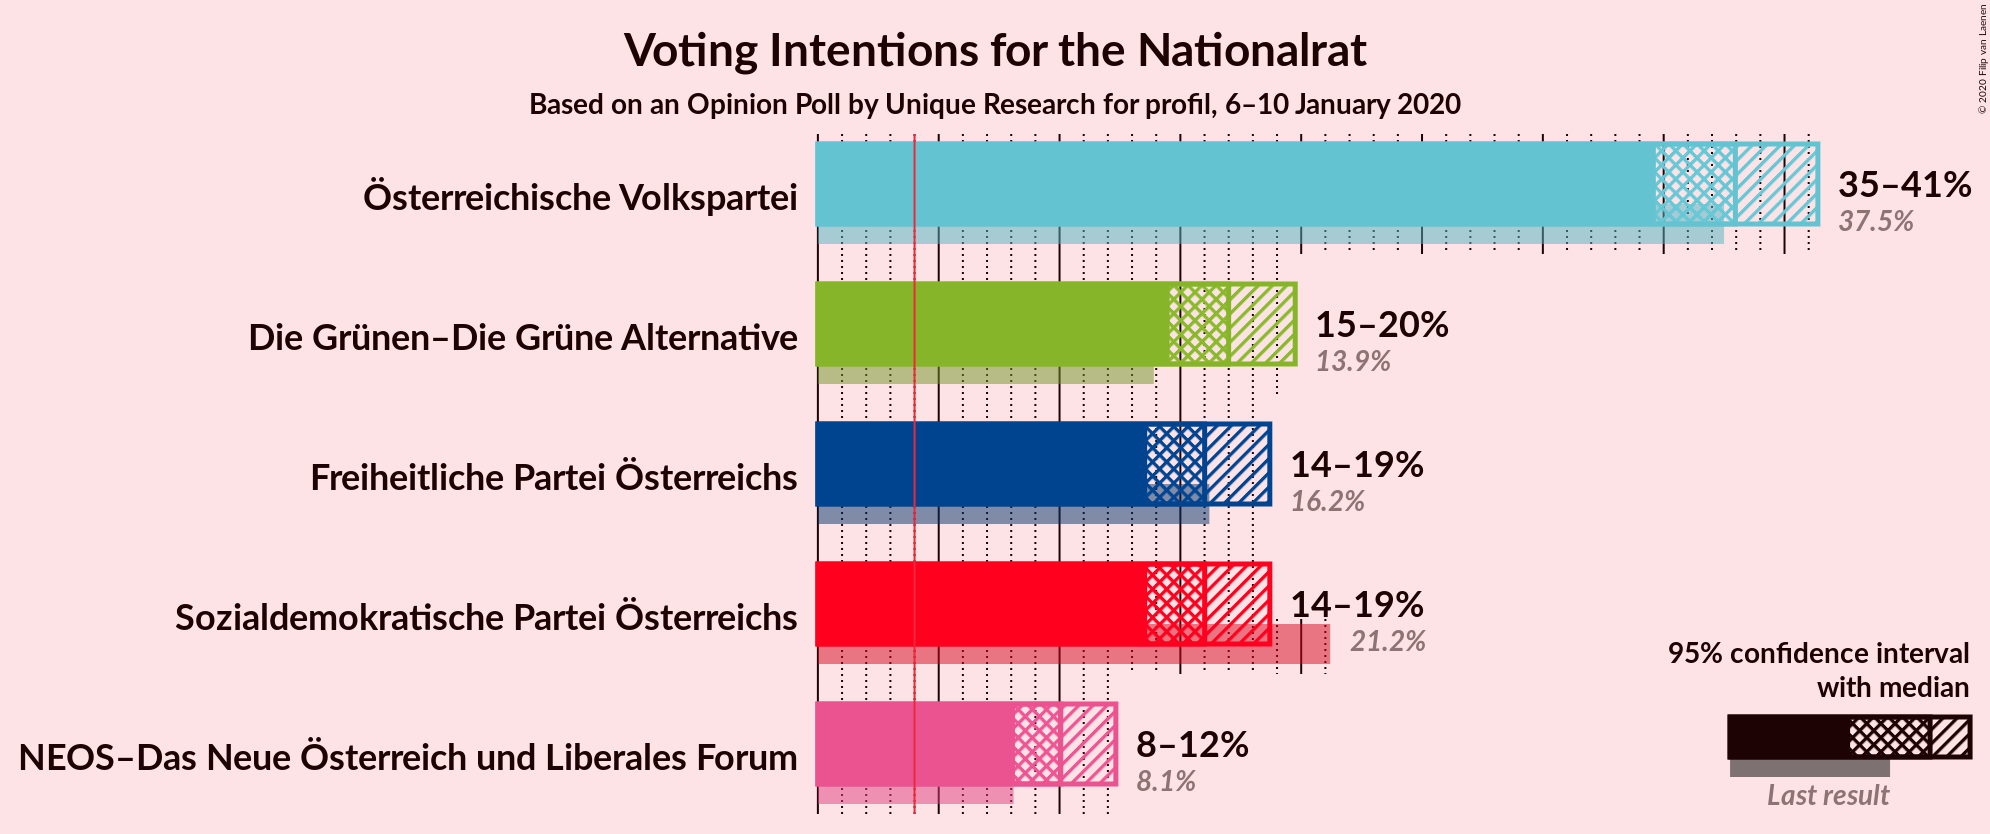 Voting Intentions for the Nationalrat
Based on an Opinion Poll by Unique Research for profil, 6–10 January 2020
© 2020 Filip van Laenen
Österreichische Volkspartei
35–41%
37.5%
Die Grünen–Die Grüne Alternative
15–20%
13.9%
Freiheitliche Partei Österreichs
14–19%
16.2%
Sozialdemokratische Partei Österreichs
14–19%
21.2%
NEOS–Das Neue Österreich und Liberales Forum
8–12%
8.1%
95% confidence interval
with median
Last result